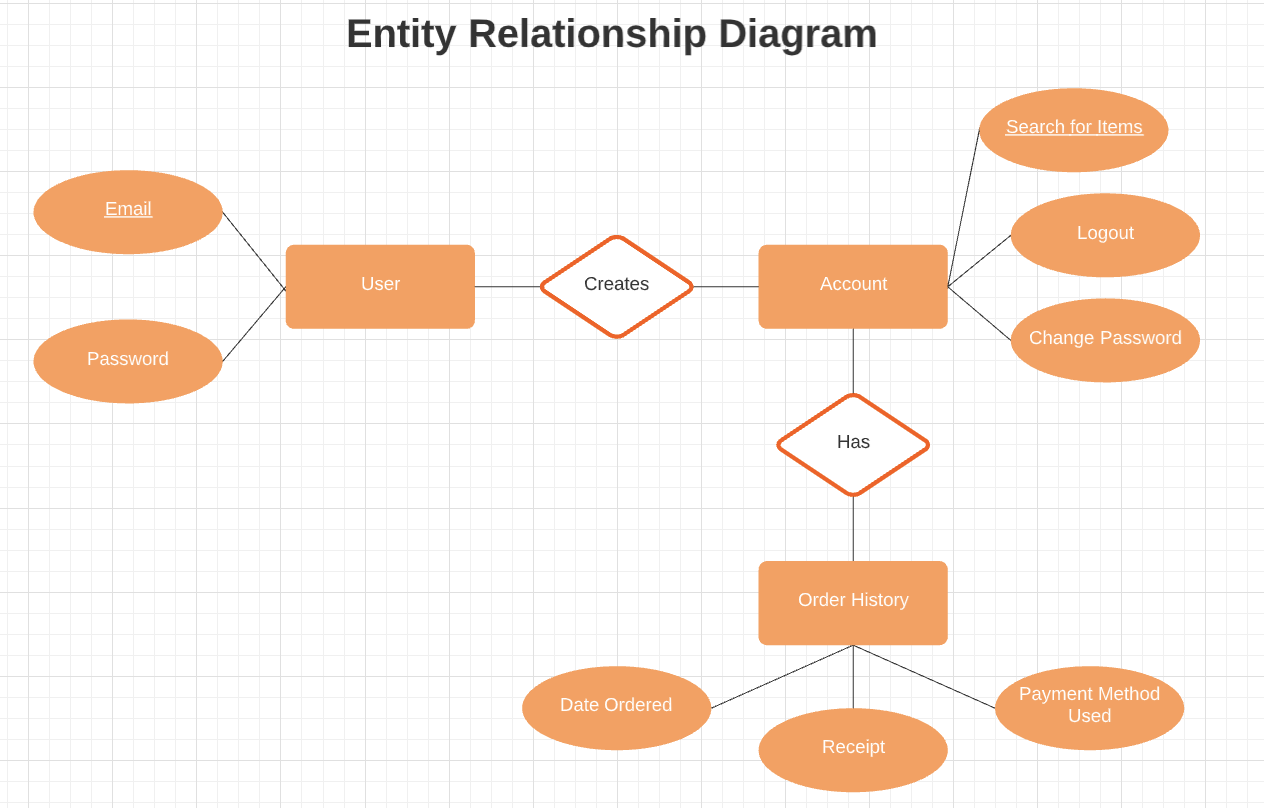 Entity Relationship Diagram
Search for Items
Email
Logout
User
Creates
Account
Change Password
Password
Has
Order History
Date Ordered
Payment Method
Used
Receipt